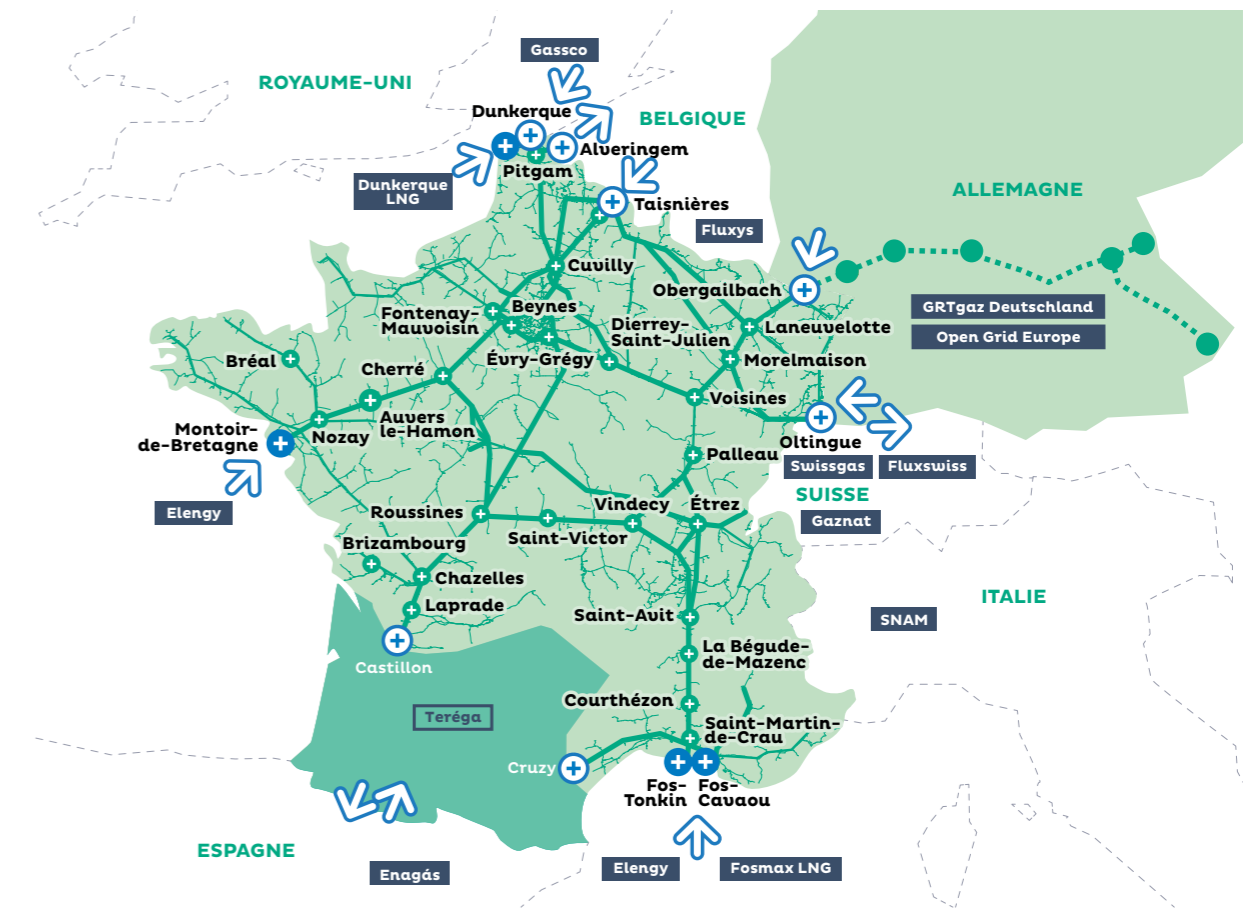 Gassco
ROYAUME-UNI
Dunkerque
BELGIQUE
Alveringem
Pitgam
Dunkerque
LNG
ALLEMAGNE
Taisnières
Fluxys
Cuvilly
Obergailbach
GRTgaz Deutschland
Open Grid Europe
Fontenay-
Mauvoisin
Beynes
Dierrey-
Saint-Julien
Laneuvelotte
Évry-Grégy
Morelmaison
Bréal
Cherré
Voisines
Auvers
le-Hamon
Montoir-
de-Bretagne
Nozay
Oltingue
Palleau
Swissgas
Fluxswiss
SUISSE
Elengy
Roussines
Vindecy
Étrez
Gaznat
Saint-Victor
Brizambourg
Chazelles
ITALIE
Laprade
Saint-Avit
SNAM
Castillon
La Bégude-
de-Mazenc
Courthézon
Teréga
Saint-Martin-
de-Crau
Cruzy
Fos-
Tonkin
Fos-
Cavaou
ESPAGNE
Enagás
Elengy
Fosmax LNG